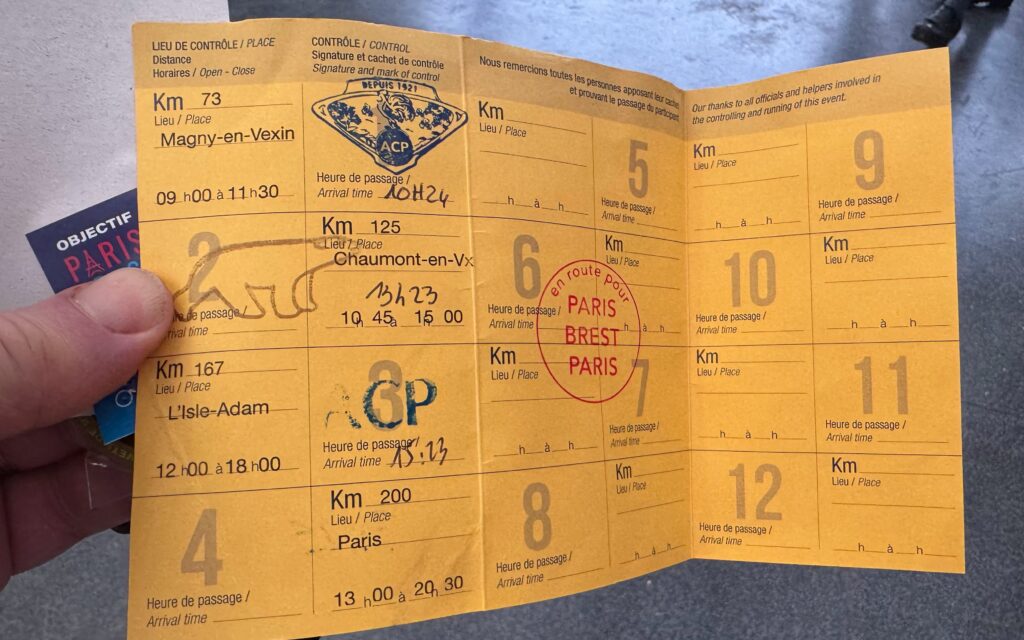 LIEU DE CONTRÔLE / PLACE
Distance
Horaires / Open - Close
CONTRÔLE / CONTROL
Signature et cachet de contrôle
Signature and mark of control
Km 73
Lieu / Place
Magny-en-Vexin
09 h00 à 11 h30
DEPUIS 1921
ACP
Heure de passage /
Arrival time 10H24
2
Heure de passage /
Arrival time
Km 125
Lieu / Place
Chaumont-en-Vx
13h23
10 h 45 à 15 h 00
Km 167
Lieu / Place
L'Isle-Adam
12 h00 à 18 h00
3
ACP
Heure de passage /
Arrival time 15:23
4
Heure de passage /
Arrival time
Km 200
Lieu / Place
Paris
13 h00 à 20 h 30
Nous remercions toutes les personnes apposant leur cachet
et prouvant le passage du participant
Km
Lieu / Place
h à h
5
Heure de passage /
Arrival time
6
Heure de passage /
Arrival time
Km
Lieu / Place
h à h
en route pour
PARIS
BREST
PARIS
Km
Lieu / Place
h à h
7
Heure de passage /
Arrival time
8
Heure de passage /
Arrival time
Km
Lieu / Place
h à h
Our thanks to all officials and helpers involved in
the controlling and running of this event.
Km
Lieu / Place
h à h
9
Heure de passage /
Arrival time
10
Heure de passage /
Arrival time
Km
Lieu / Place
h à h
Km
Lieu / Place
h à h
11
Heure de passage /
Arrival time
12
Heure de passage /
Arrival time
Km
Lieu / Place
h à h
OBJECTIF
PARIS